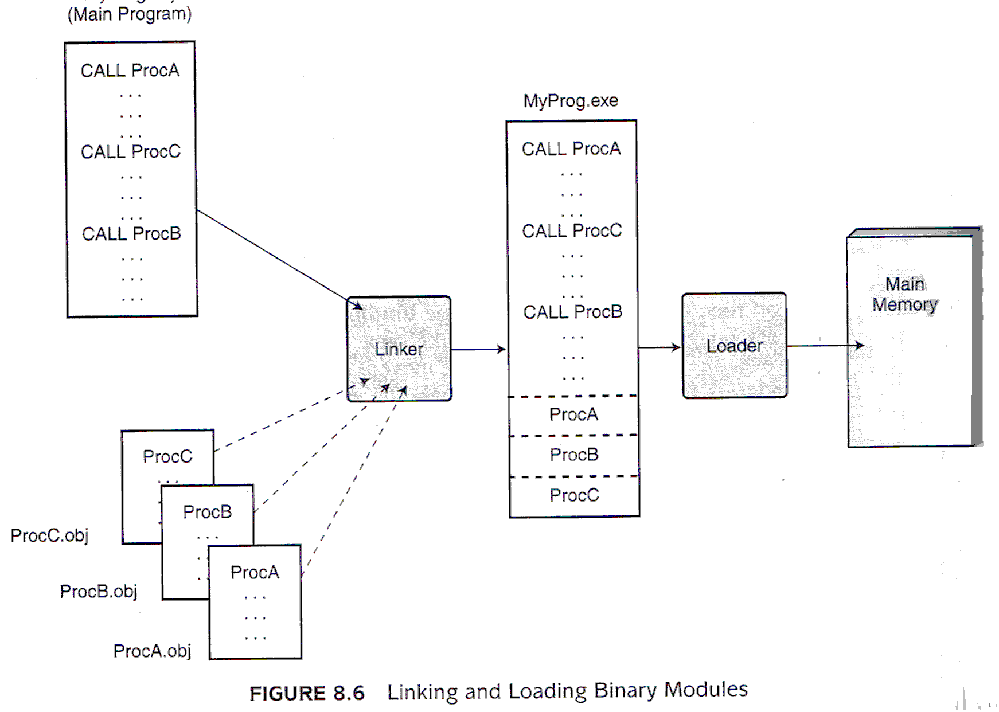 (Main Program)
CALL ProcA
...
...
...
CALL ProcC
...
...
...
CALL ProcB
...
...
...
Linker
ProcC
...
ProcB
...
ProcA
...
...
...
ProcC.obj
ProcB.obj
ProcA.obj
MyProg.exe
CALL ProcA
...
...
...
CALL ProcC
...
...
...
CALL ProcB
...
...
...
ProcA
ProcB
ProcC
Loader
Main
Memory
FIGURE 8.6 Linking and Loading Binary Modules